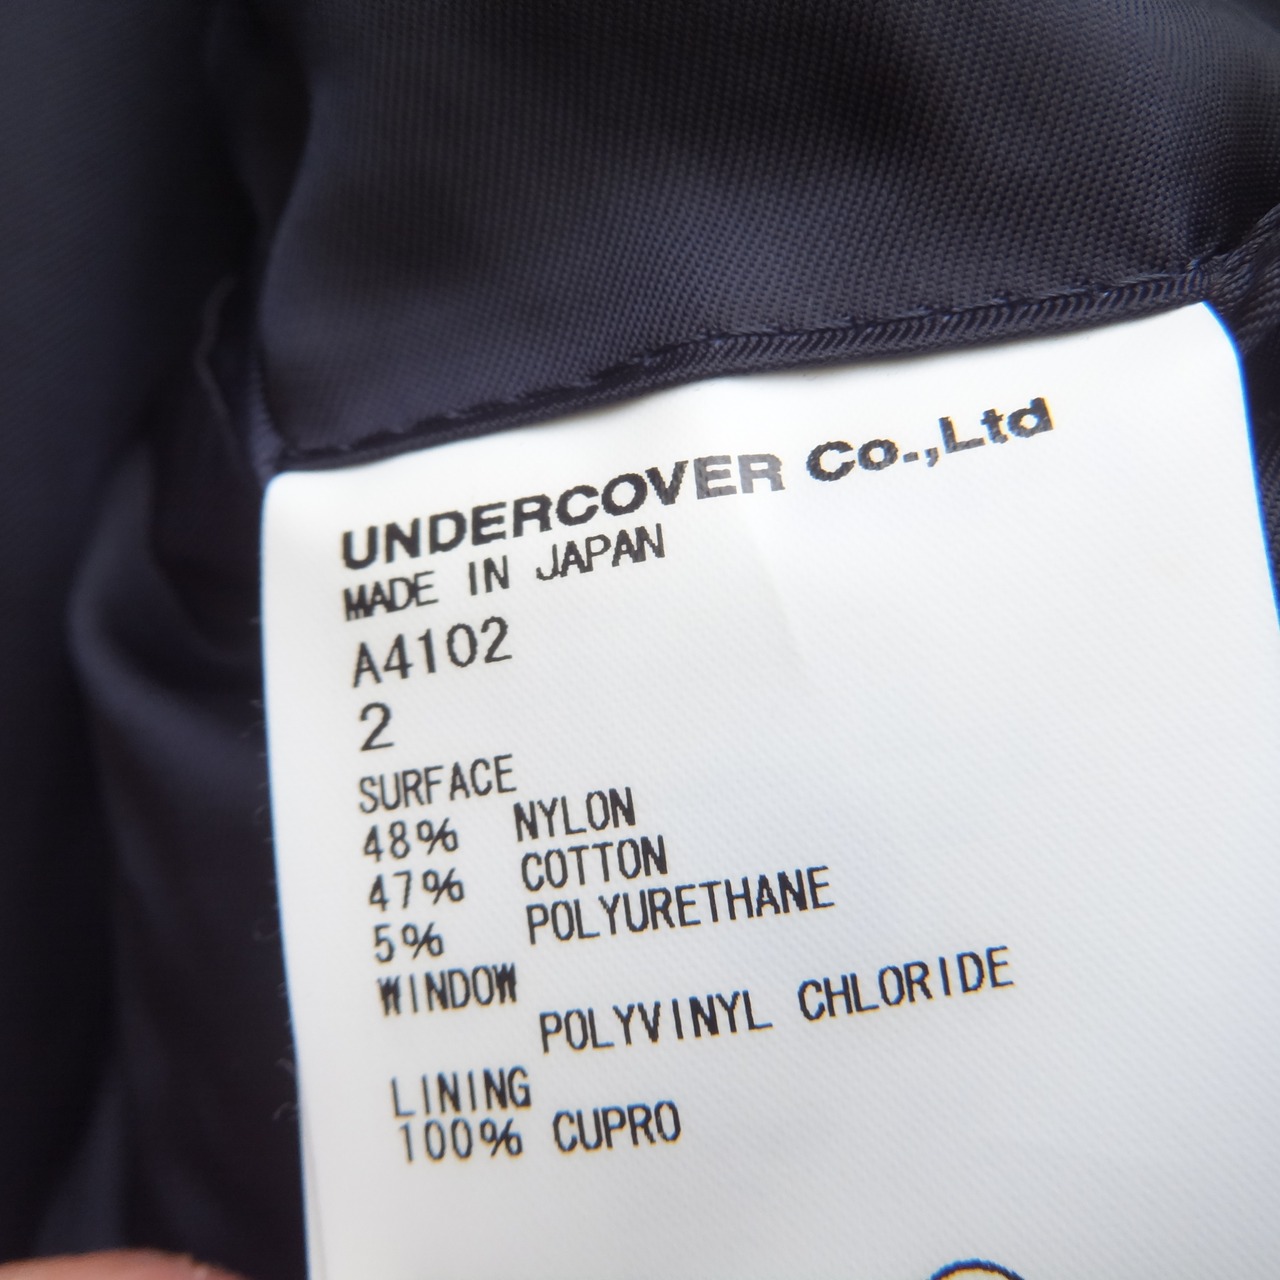 UNDERCOVER Co.,Ltd
MADE IN JAPAN
A4102
2
SURFACE
48% NYLON
47% COTTON
5% POLYURETHANE
WINDOW
POLYVINYL CHLORIDE
LINING
100% CUPRO